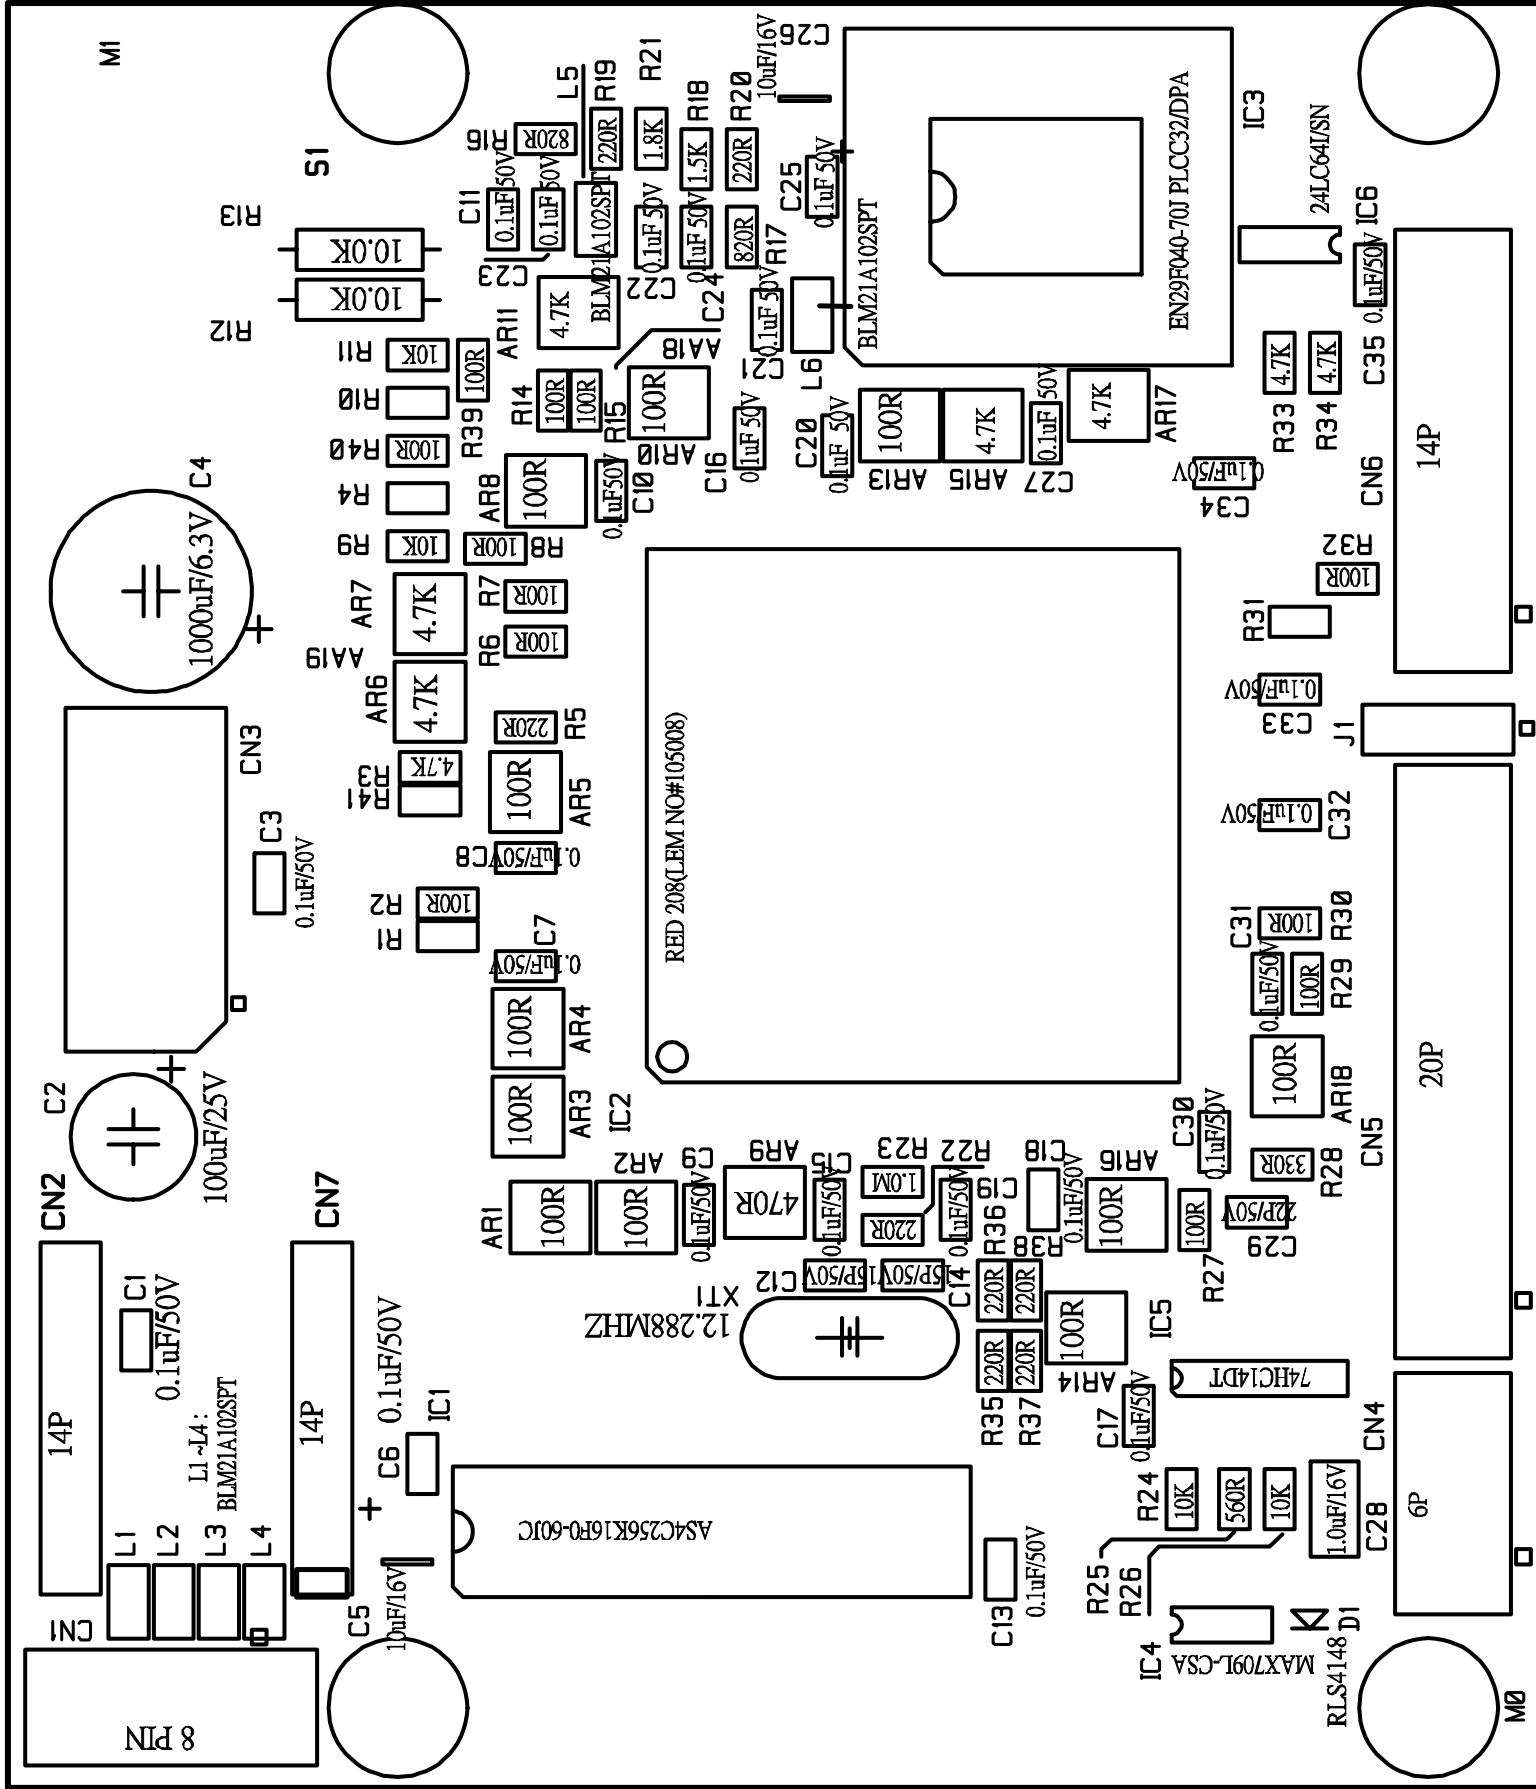 M1
S1
R13
10.0K
10.0K
R12
R11
10K
100R
R39
R10
R40
100R
R4
R9
10K
100R
R8
C4
1000uF/6.3V
+
AR7
4.7K
AA19
AR6
4.7K
R7
100R
R6
100R
220R
R5
R3
4.7K
R41
100R
AR5
C8
0.1uF/50V
R2
100R
R1
C7
0.1uF/50V
100R
AR4
100R
AR3
IC2
CN3
C3
0.1uF/50V
C2
+
100uF/25V
CN2
14P
C1
0.1uF/50V
L1~L4 :
BLM21A102SPT
CN7
14P
L1
L2
L3
L4
CN1
8 PIN
C5
+
10uF/16V
C6
0.1uF/50V
IC1
AS4C256K16F0-60JC
C13
0.1uF/50V
L5
R19
220R
R21
1.8K
R18
1.5K
R20
220R
R16
820R
C11
0.1uF 50V
0.1uF 50V
C23
BLM21A102SPT
0.1uF 50V
C22
0.1uF 50V
C24
820R
R17
C26
10uF/16V
C25
0.1uF 50V
+
AR11
4.7K
AA18
R14
100R
100R
R15
100R
AR10
C21
0.1uF 50V
L6
BLM21A102SPT
EN29F040-70J PLCC32/DPA
IC3
24LC64I/SN
IC6
0.1uF/50V
C35
AR8
100R
0.1uF50V
C10
C16
0.1uF 50V
C20
0.1uF 50V
100R
AR13
4.7K
AR15
0.1uF 50V
C27
4.7K
AR17
R33
4.7K
R34
4.7K
0.1uF/50V
C34
CN6
14P
R32
100R
R31
0.1uF/50V
C33
J1
0.1uF/50V
C32
C31
0.1uF/50V
100R
R30
100R
R29
100R
AR18
RED 208(LEM NO#105008)
CN5
20P
C30
0.1uF/50V
330R
R28
22P/50V
C29
AR1
100R
AR2
100R
C9
0.1uF/50V
AR9
470R
C15
0.1uF/50V
R23
1.0M
R22
220R
C19
0.1uF/50V
C18
0.1uF/50V
AR16
100R
100R
R27
XT1
12.288MHZ
C12
15P/50V
15P/50V
C14
R36
220R
R38
220R
220R
R35
220R
R37
100R
AR14
IC5
74HC14DT
C17
0.1uF/50V
CN4
6P
R24
10K
560R
10K
R25
R26
1.0uF/16V
C28
IC4
MAX709L-CSA
D1
RLS4148
M0